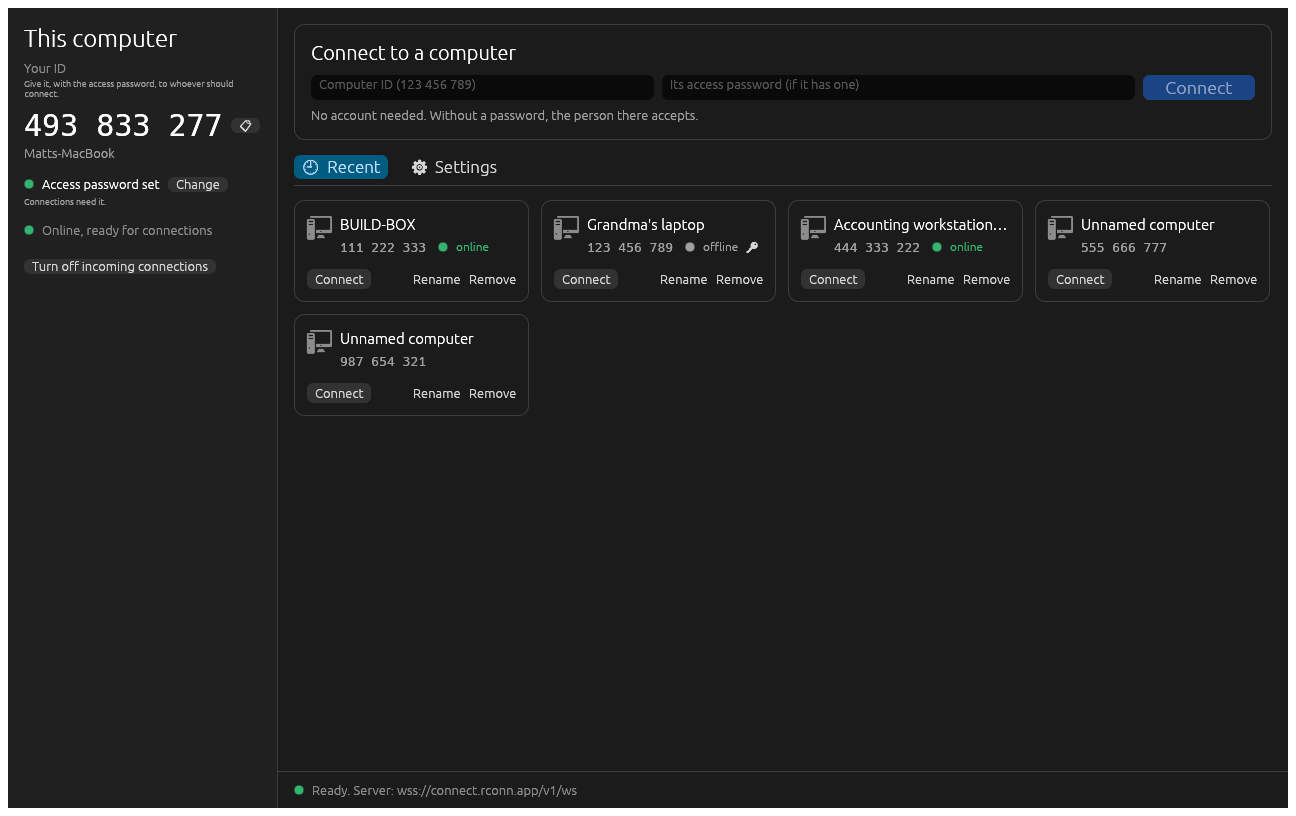 This computer
Your ID
Give it, with the access password, to whoever should
connect.
493 833 277
Matts-MacBook
Access password set Change
Connections need it.
Online, ready for connections
Turn off incoming connections
Connect to a computer
Computer ID (123 456 789) Its access password (if it has one) Connect
No account needed. Without a password, the person there accepts.
Recent Settings
BUILD-BOX
111 222 333 online
Connect Rename Remove
Grandma's laptop
123 456 789 offline
Connect Rename Remove
Accounting workstation…
444 333 222 online
Connect Rename Remove
Unnamed computer
555 666 777
Connect Rename Remove
Unnamed computer
987 654 321
Connect Rename Remove
Ready. Server: wss://connect.rconn.app/v1/ws